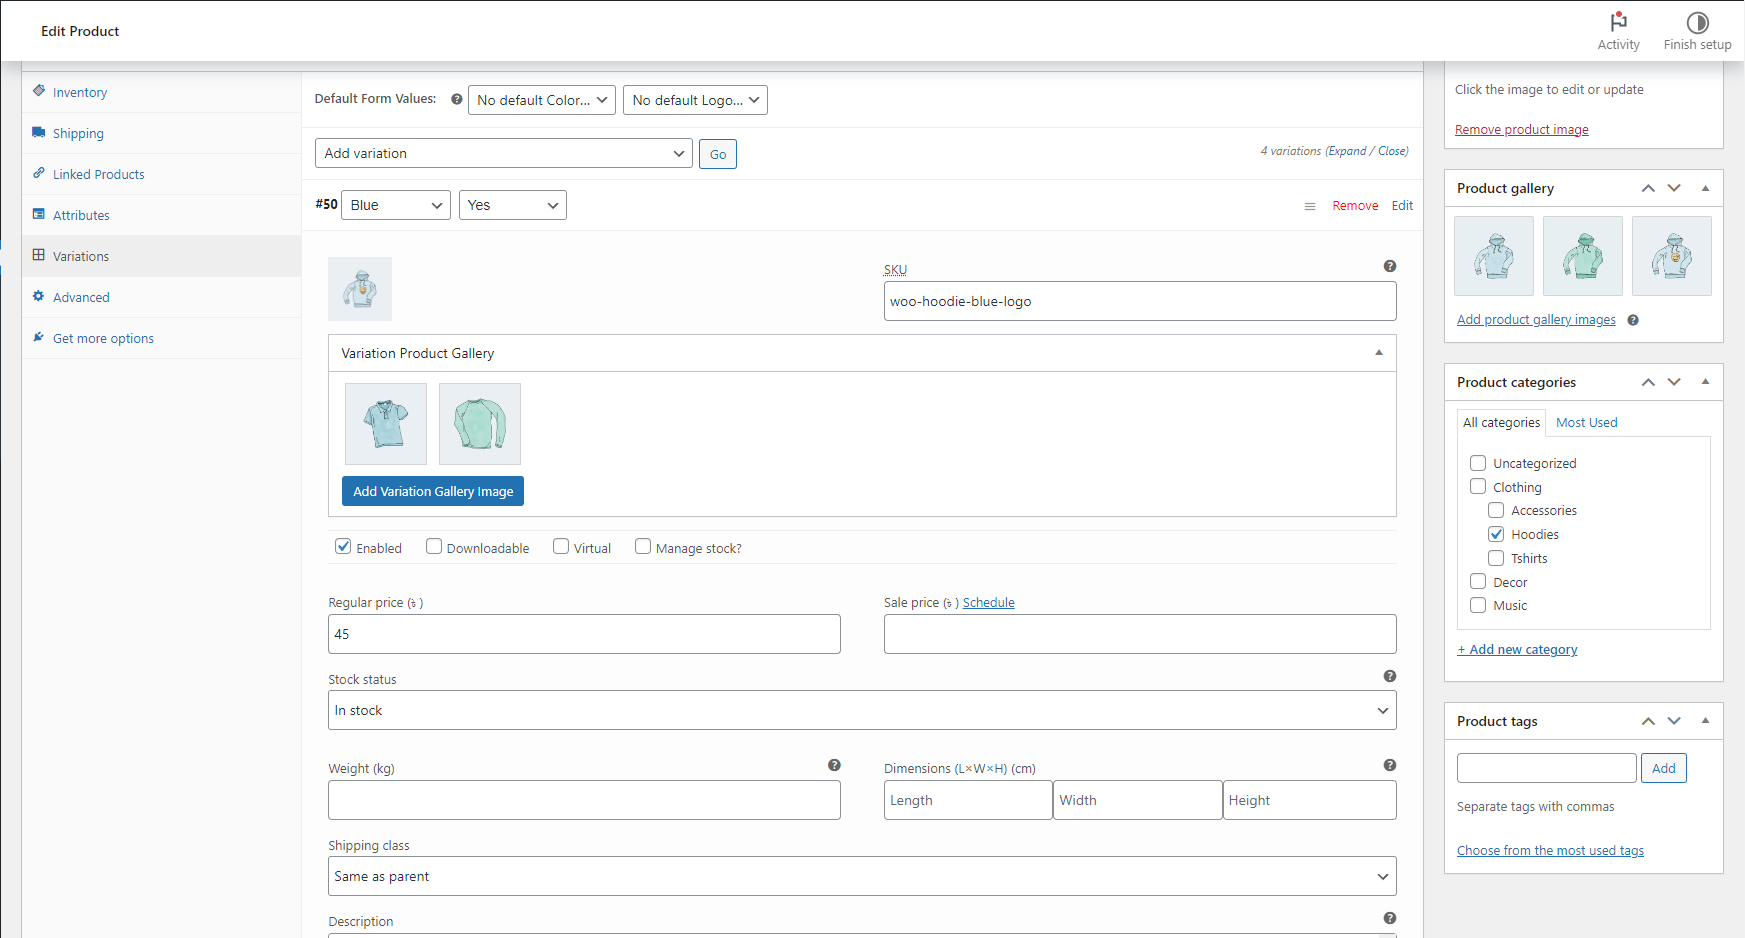 Edit Product
Activity
Finish setup
Inventory
Shipping
Linked Products
Attributes
Variations
Advanced
Get more options
Default Form Values: ? No default Color... No default Logo...
Add variation Go 4 variations (Expand / Close)
#50 Blue Yes Remove Edit
SKU ?
woo-hoodie-blue-logo
Variation Product Gallery
Add Variation Gallery Image
Enabled Downloadable Virtual Manage stock?
Regular price (৳ )
45
Sale price (৳ ) Schedule
Stock status ?
In stock
Weight (kg) ?
Dimensions (L×W×H) (cm) ?
Length Width Height
Shipping class
Same as parent
Description ?
Click the image to edit or update
Remove product image
Product gallery
Add product gallery images ?
Product categories
All categories Most Used
Uncategorized
Clothing
Accessories
Hoodies
Tshirts
Decor
Music
+ Add new category
Product tags
Add
Separate tags with commas
Choose from the most used tags